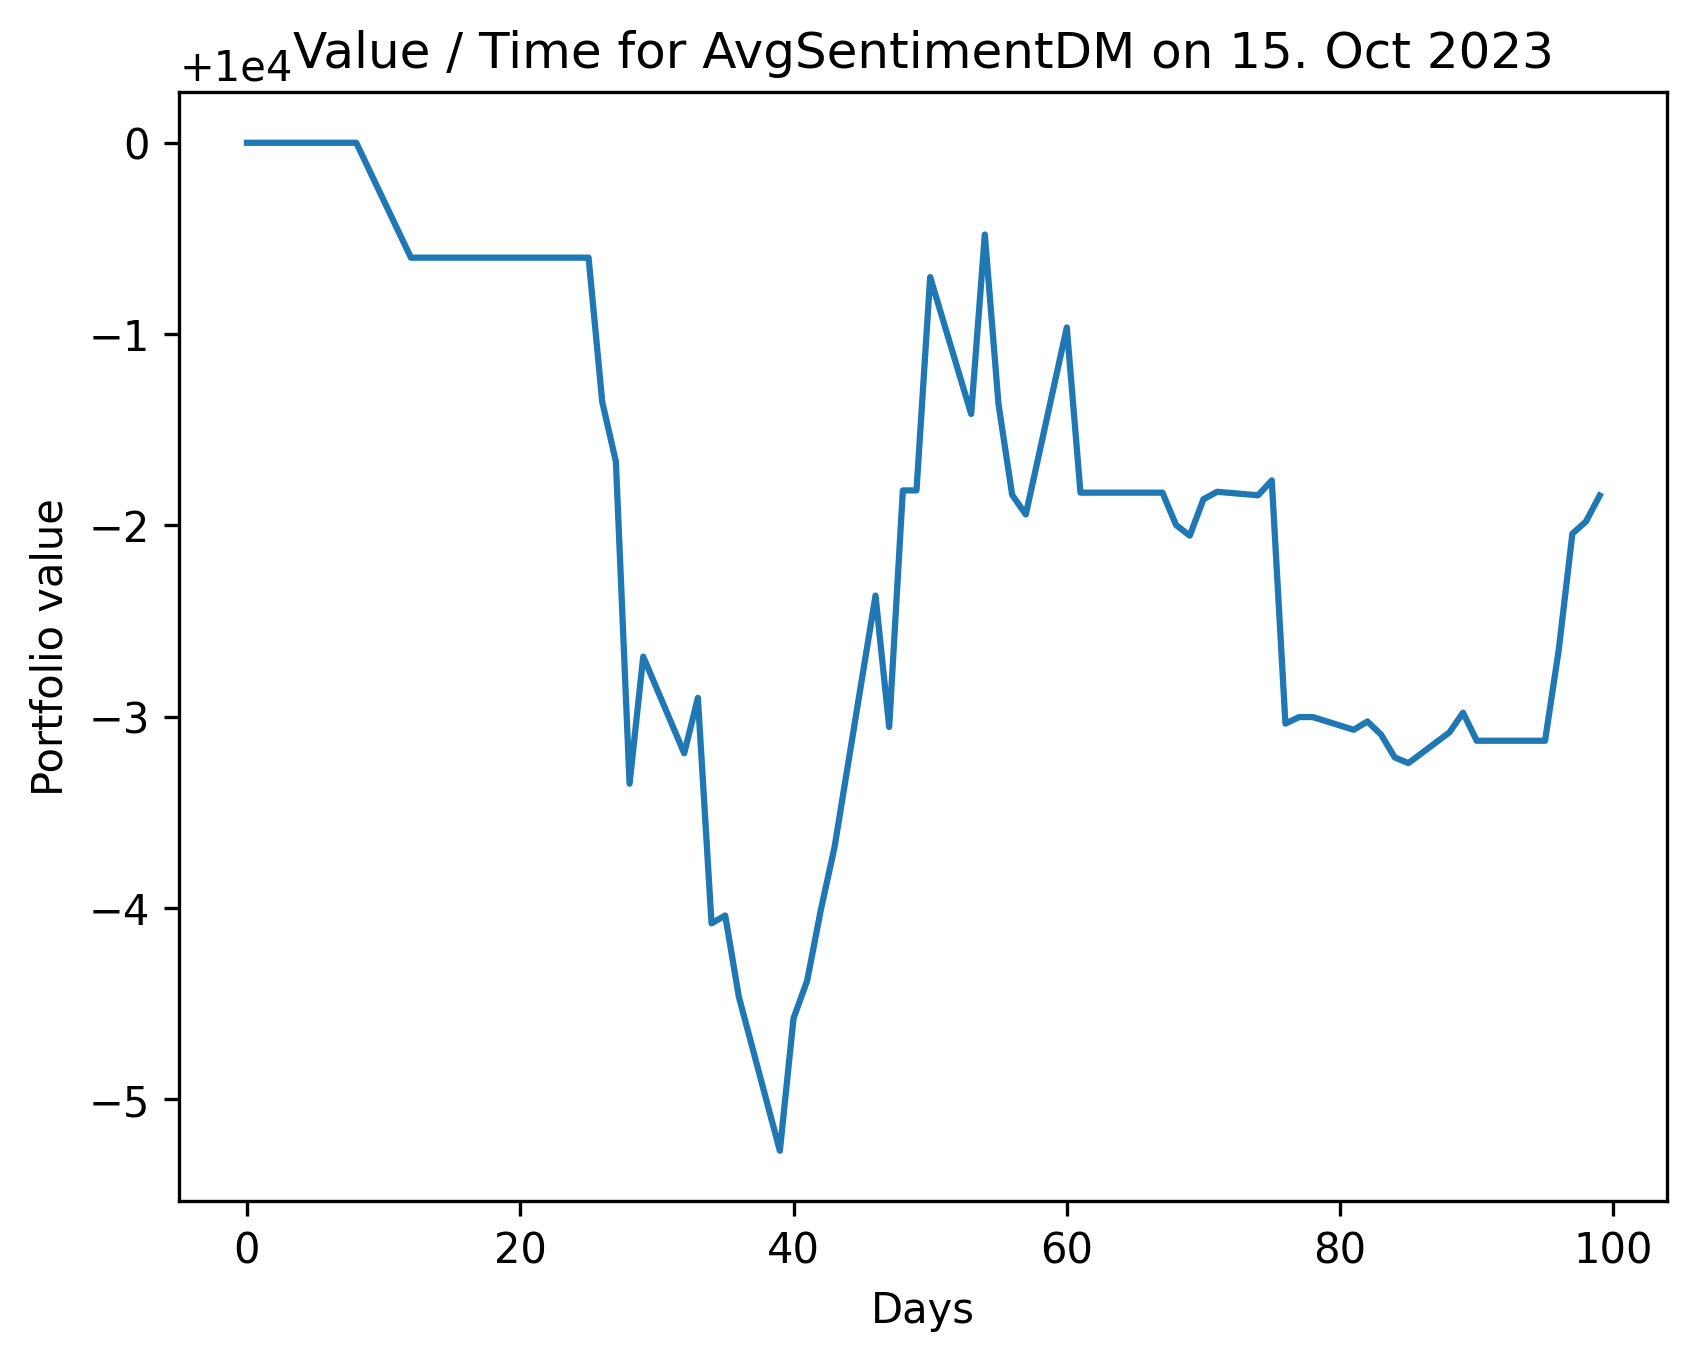 Value / Time for AvgSentimentDM on 15. Oct 2023
+1e4
0
−1
−2
−3
−4
−5
Portfolio value
0 20 40 60 80 100
Days